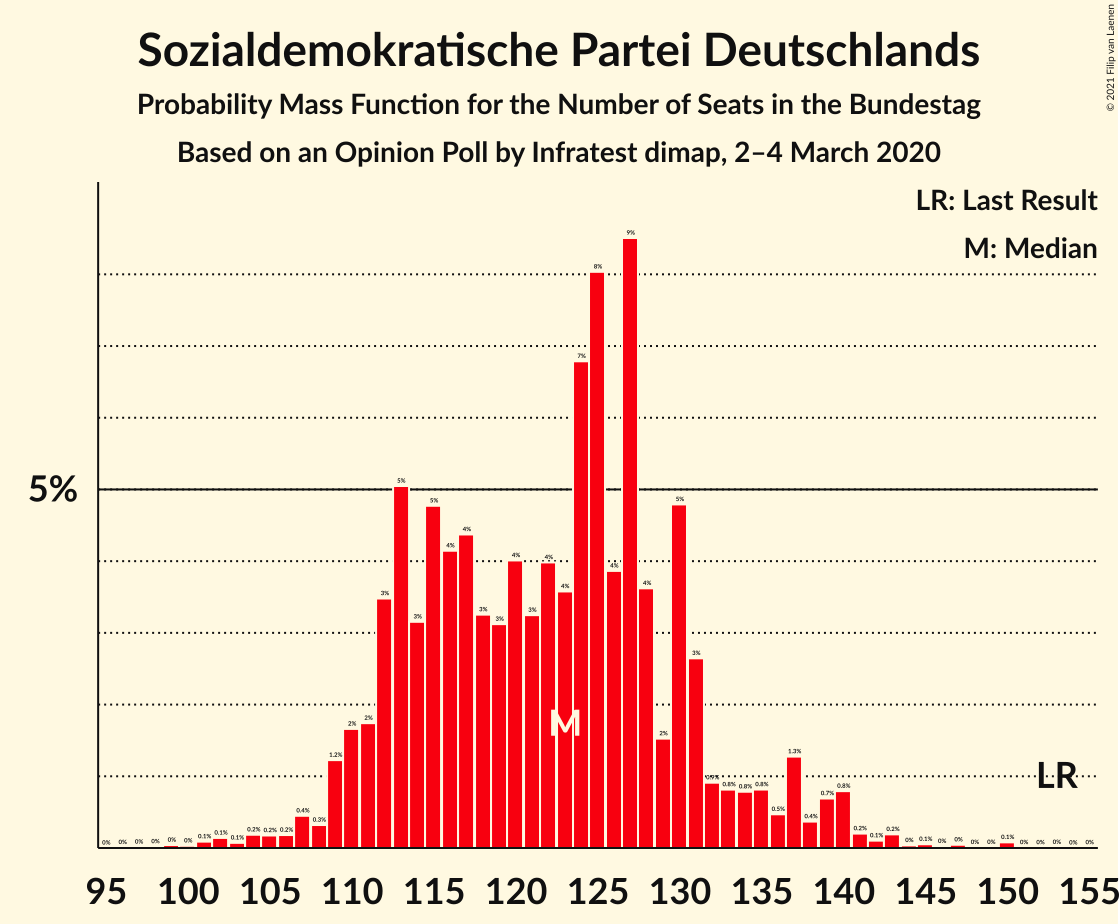 Sozialdemokratische Partei Deutschlands
Probability Mass Function for the Number of Seats in the Bundestag
Based on an Opinion Poll by Infratest dimap, 2–4 March 2020
© 2021 Filip van Laenen
LR: Last Result
M: Median
5%
0% 0% 0% 0% 0% 0% 0.1% 0.1% 0.1% 0.2% 0.2% 0.2% 0.4% 0.3% 1.2% 2% 2% 3% 5% 3% 5% 4% 4% 3% 3% 4% 3% 4% 4% 7% 8% 4% 9% 4% 2% 5% 3% 0.9% 0.8% 0.8% 0.8% 0.5% 1.3% 0.4% 0.7% 0.8% 0.2% 0.1% 0.2% 0% 0.1% 0% 0% 0% 0% 0.1% 0% 0% 0% 0% 0%
M
LR
95 100 105 110 115 120 125 130 135 140 145 150 155